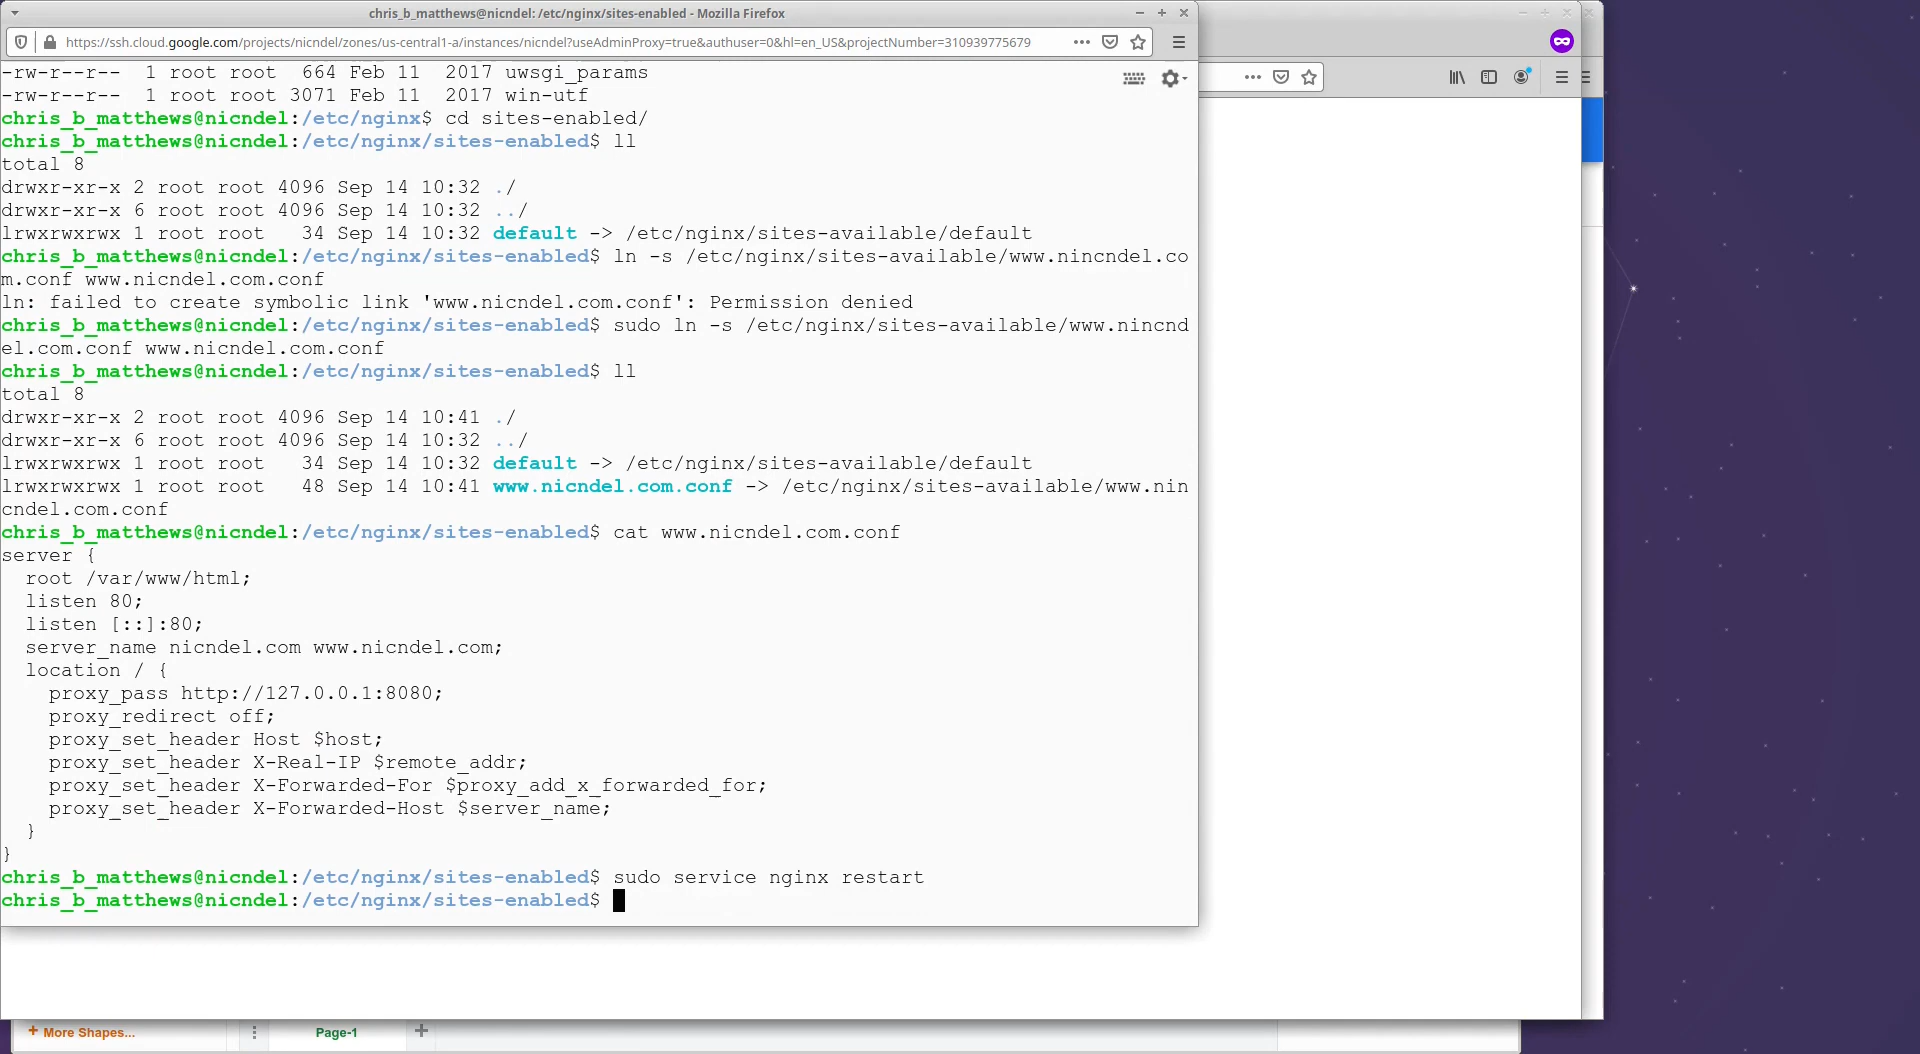 chris_b_matthews@nicndel: /etc/nginx/sites-enabled - Mozilla Firefox
https://ssh.cloud.google.com/projects/nicndel/zones/us-central1-a/instances/nicndel?useAdminProxy=true&authuser=0&hl=en_US&projectNumber=310939775679
-rw-r--r-- 1 root root 664 Feb 11 2017 uwsgi_params
-rw-r--r-- 1 root root 3071 Feb 11 2017 win-utf
chris_b_matthews@nicndel:/etc/nginx$ cd sites-enabled/
chris_b_matthews@nicndel:/etc/nginx/sites-enabled$ ll
total 8
drwxr-xr-x 2 root root 4096 Sep 14 10:32 ./
drwxr-xr-x 6 root root 4096 Sep 14 10:32 ../
lrwxrwxrwx 1 root root 34 Sep 14 10:32 default -> /etc/nginx/sites-available/default
chris_b_matthews@nicndel:/etc/nginx/sites-enabled$ ln -s /etc/nginx/sites-available/www.nincndel.co
m.conf www.nicndel.com.conf
ln: failed to create symbolic link 'www.nicndel.com.conf': Permission denied
chris_b_matthews@nicndel:/etc/nginx/sites-enabled$ sudo ln -s /etc/nginx/sites-available/www.nincnd
el.com.conf www.nicndel.com.conf
chris_b_matthews@nicndel:/etc/nginx/sites-enabled$ ll
total 8
drwxr-xr-x 2 root root 4096 Sep 14 10:41 ./
drwxr-xr-x 6 root root 4096 Sep 14 10:32 ../
lrwxrwxrwx 1 root root 34 Sep 14 10:32 default -> /etc/nginx/sites-available/default
lrwxrwxrwx 1 root root 48 Sep 14 10:41 www.nicndel.com.conf -> /etc/nginx/sites-available/www.nin
cndel.com.conf
chris_b_matthews@nicndel:/etc/nginx/sites-enabled$ cat www.nicndel.com.conf
server {
  root /var/www/html;
  listen 80;
  listen [::]:80;
  server_name nicndel.com www.nicndel.com;
  location / {
    proxy_pass http://127.0.0.1:8080;
    proxy_redirect off;
    proxy_set_header Host $host;
    proxy_set_header X-Real-IP $remote_addr;
    proxy_set_header X-Forwarded-For $proxy_add_x_forwarded_for;
    proxy_set_header X-Forwarded-Host $server_name;
  }
}
chris_b_matthews@nicndel:/etc/nginx/sites-enabled$ sudo service nginx restart
chris_b_matthews@nicndel:/etc/nginx/sites-enabled$
+ More Shapes... Page-1 +